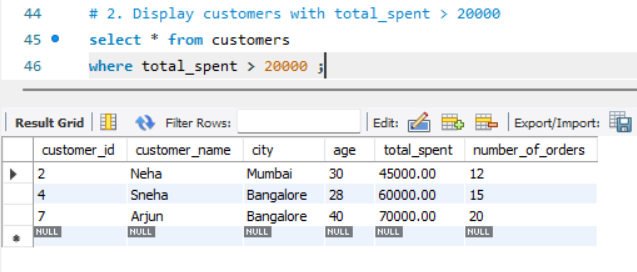 44 # 2. Display customers with total_spent > 20000
45 select * from customers
46 where total_spent > 20000 ;
Result Grid Filter Rows: Edit: Export/Import:
customer_id customer_name city age total_spent number_of_orders
2 Neha Mumbai 30 45000.00 12
4 Sneha Bangalore 28 60000.00 15
7 Arjun Bangalore 40 70000.00 20
NULL NULL NULL NULL NULL NULL